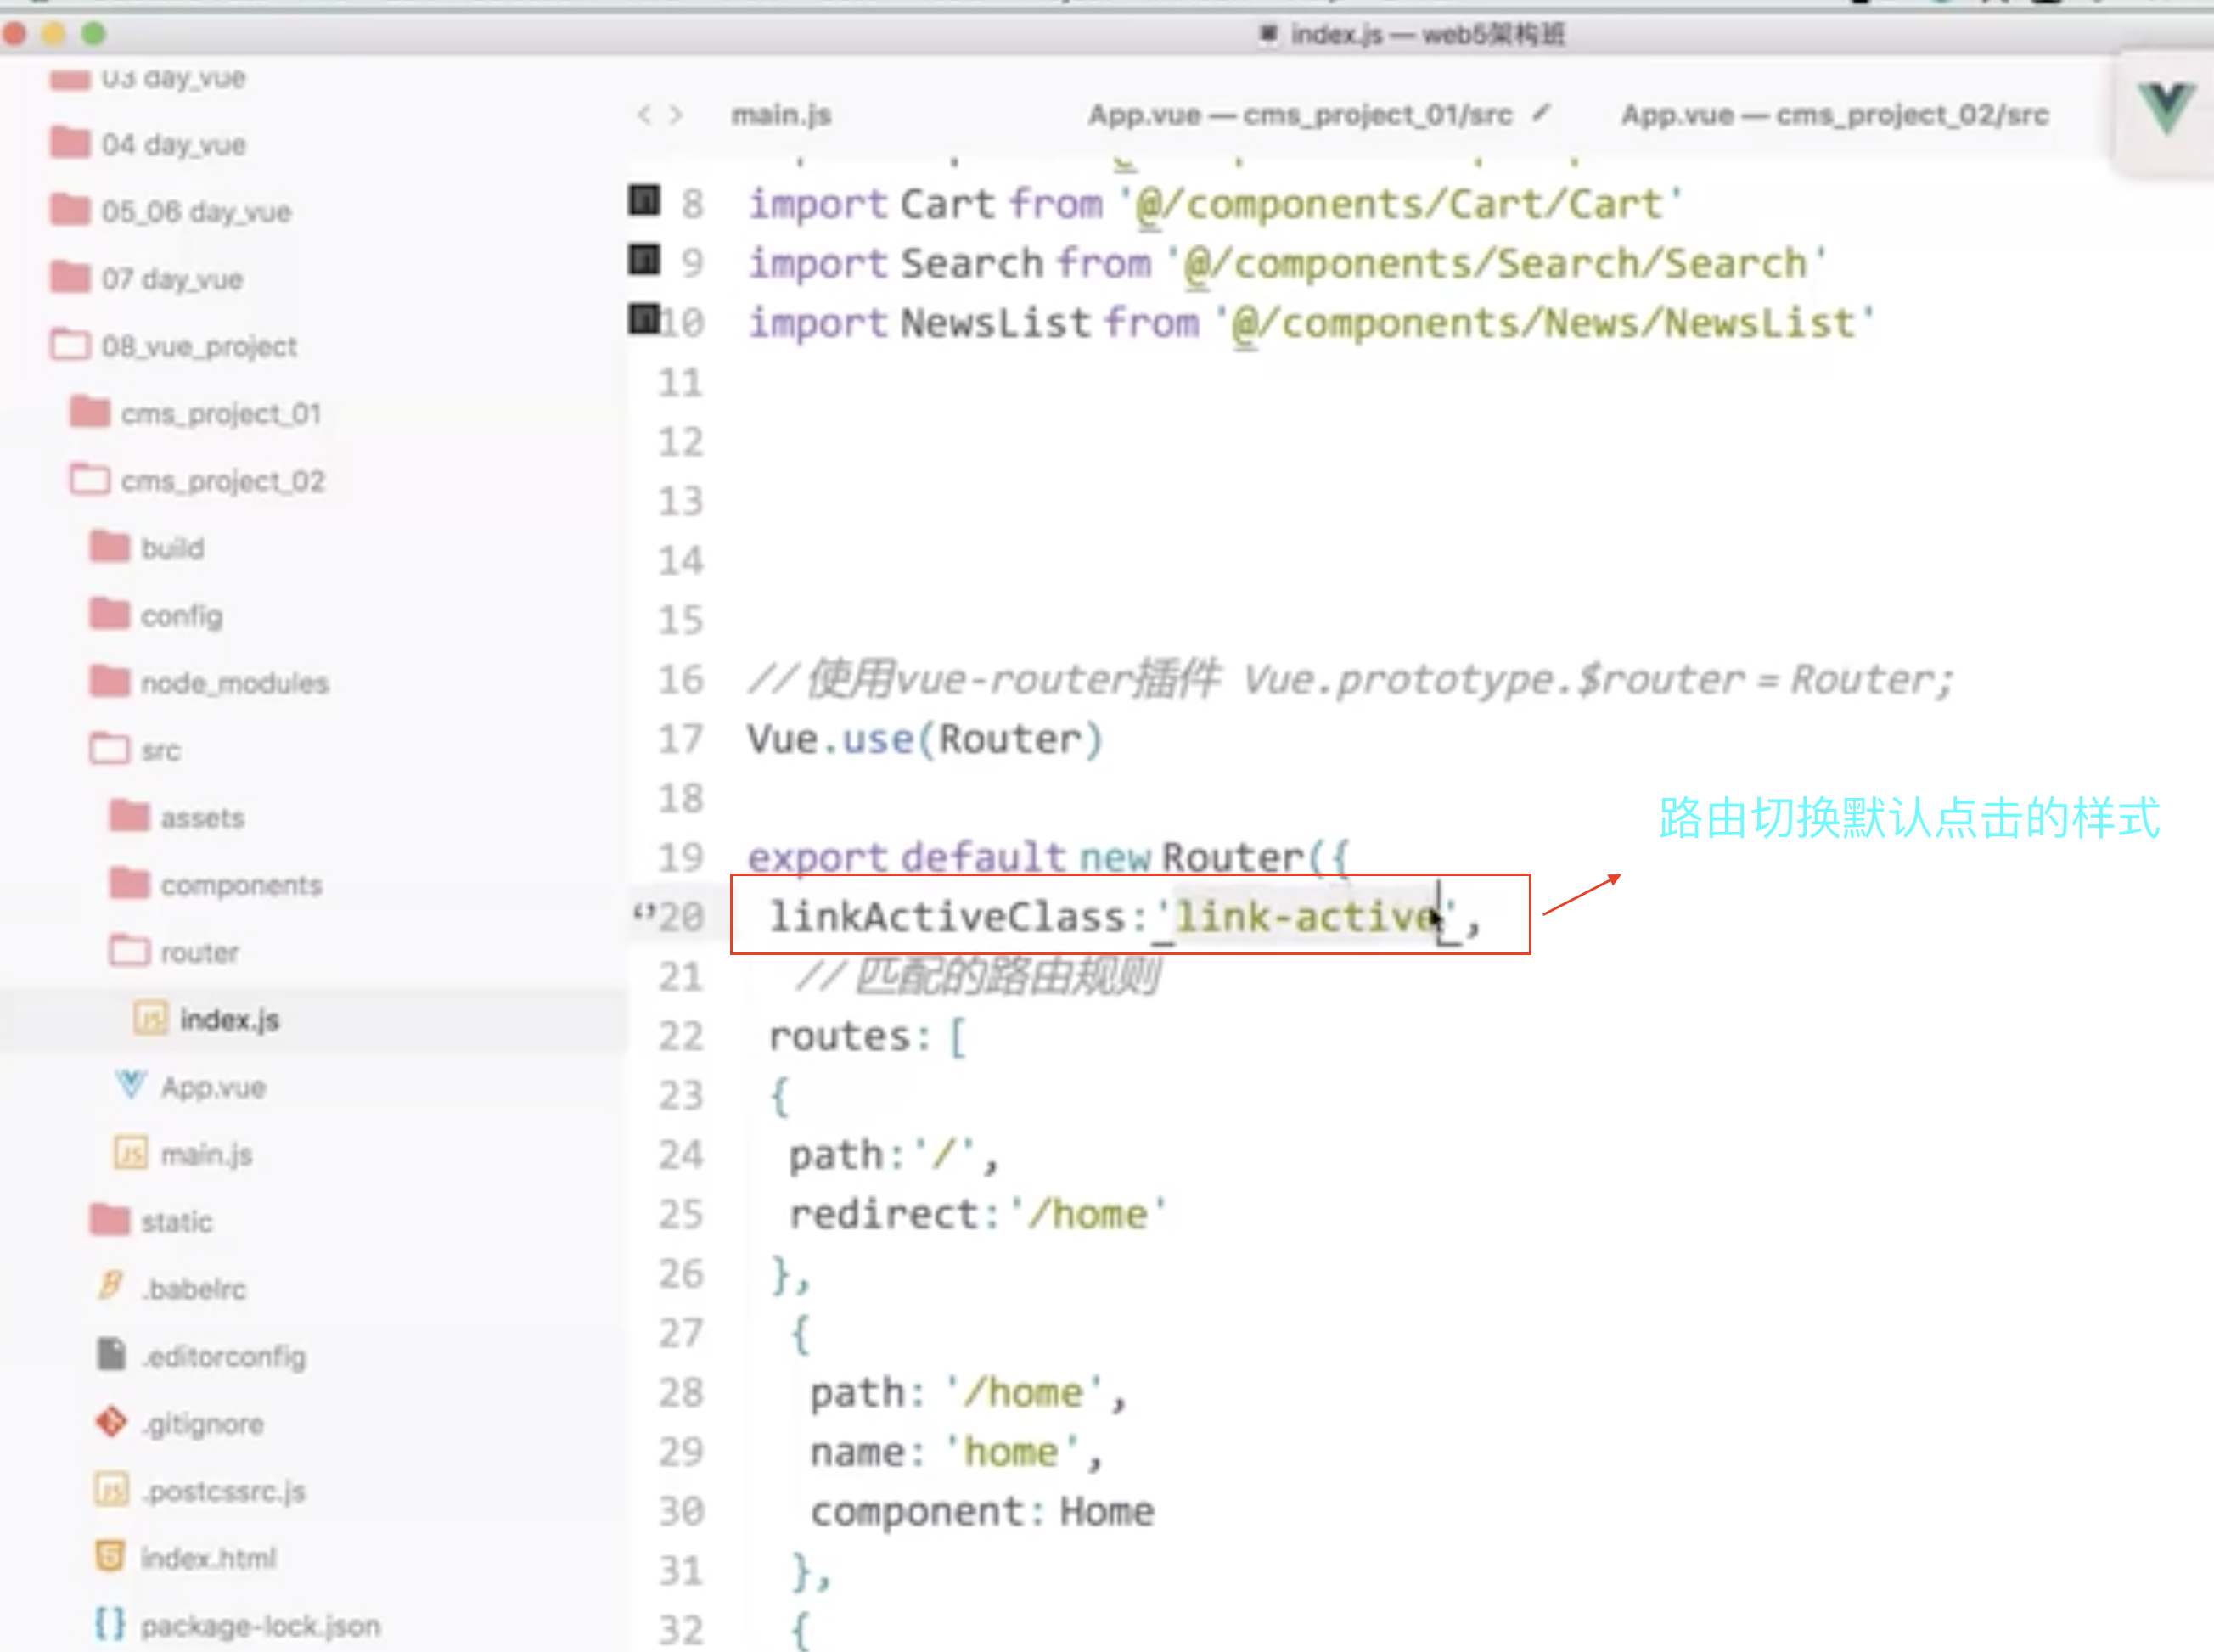 index.js — web5架构班
03 day_vue
04 day_vue
05_06 day_vue
07 day_vue
08_vue_project
cms_project_01
cms_project_02
build
config
node_modules
src
assets
components
router
index.js
App.vue
main.js
static
.babelrc
.editorconfig
.gitignore
.postcssrc.js
index.html
package-lock.json
main.js
App.vue — cms_project_01/src
App.vue — cms_project_02/src
8 import Cart from '@/components/Cart/Cart'
9 import Search from '@/components/Search/Search'
10 import NewsList from '@/components/News/NewsList'
11
12
13
14
15
16 // 使用vue-router插件 Vue.prototype.$router = Router;
17 Vue.use(Router)
18
19 export default new Router({
20 linkActiveClass:'link-active',
21 // 匹配的路由规则
22 routes: [
23 {
24 path:'/',
25 redirect:'/home'
26 },
27 {
28 path: '/home',
29 name: 'home',
30 component: Home
31 },
32 {
路由切换默认点击的样式